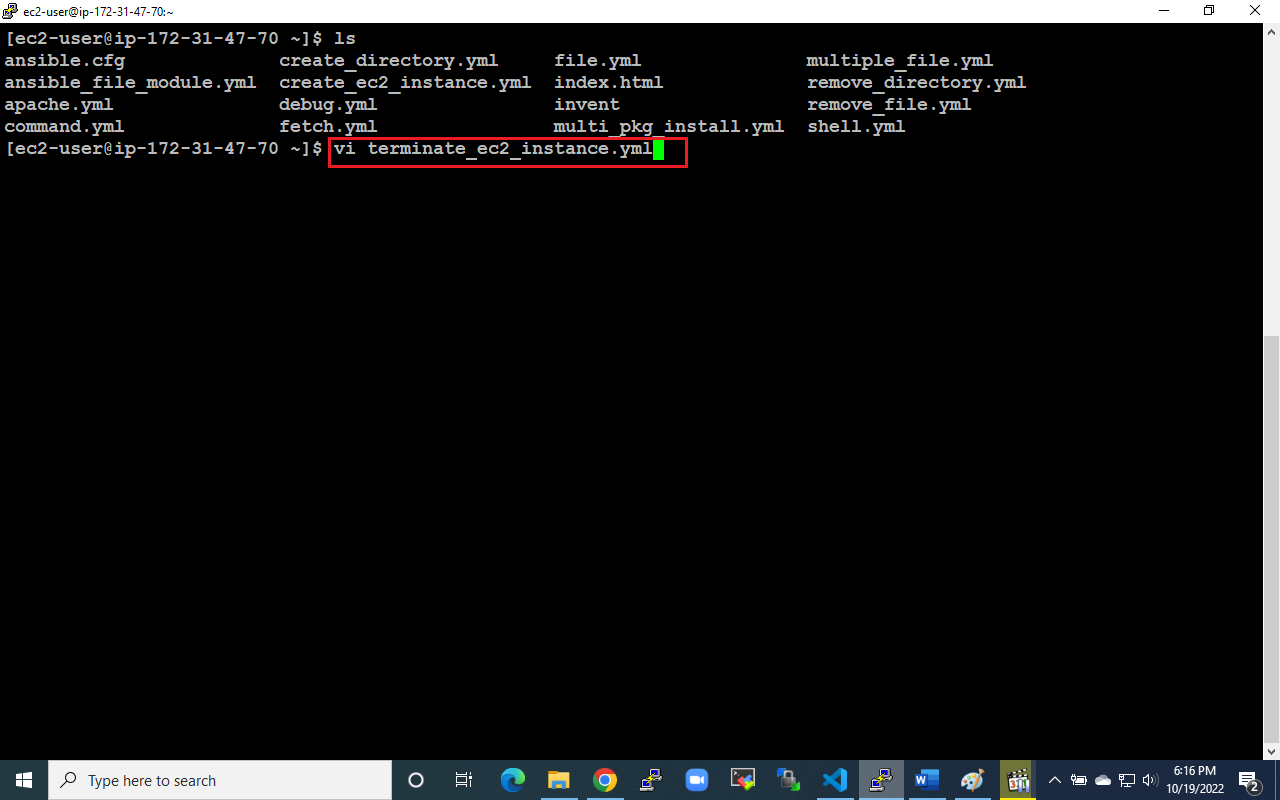 ec2-user@ip-172-31-47-70:~
[ec2-user@ip-172-31-47-70 ~]$ ls
ansible.cfg create_directory.yml file.yml multiple_file.yml
ansible_file_module.yml create_ec2_instance.yml index.html remove_directory.yml
apache.yml debug.yml invent remove_file.yml
command.yml fetch.yml multi_pkg_install.yml shell.yml
[ec2-user@ip-172-31-47-70 ~]$ vi terminate_ec2_instance.yml
Type here to search
6:16 PM
10/19/2022
2